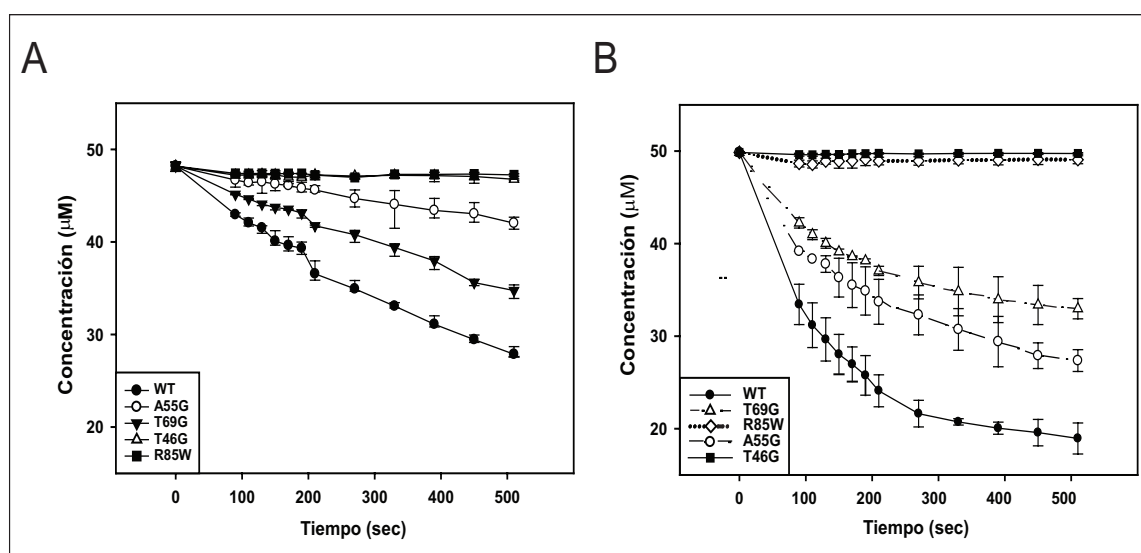 A
Concentración (μM)
50
40
30
20
WT
A55G
T69G
T46G
R85W
0 100 200 300 400 500
Tiempo (sec)
B
Concentración (μM)
50
40
30
20
WT
T69G
R85W
A55G
T46G
0 100 200 300 400 500
Tiempo (sec)